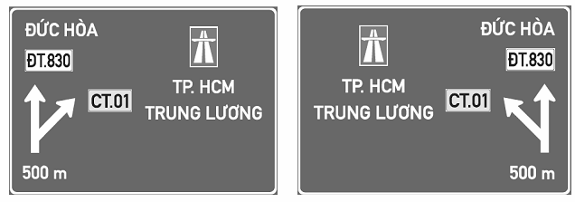 ĐỨC HÒA
ĐT.830
CT.01
TP. HCM
TRUNG LƯƠNG
500 m
ĐỨC HÒA
ĐT.830
TP. HCM
CT.01
TRUNG LƯƠNG
500 m